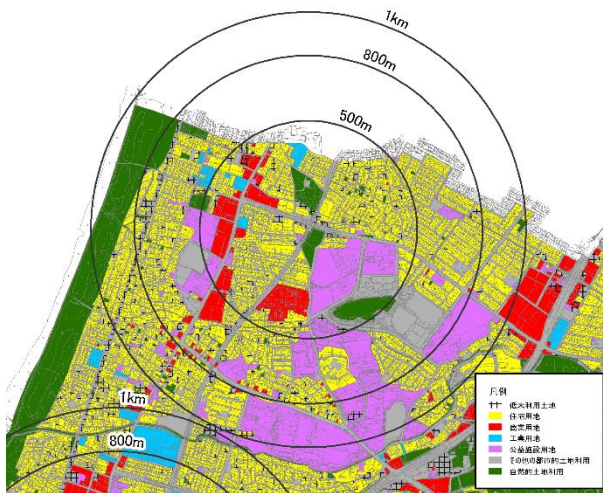 1km
800m
500m
1km
800m
凡例
低未利用土地
住宅用地
商業用地
工業用地
公益施設用地
その他の都市的土地利用
自然的土地利用